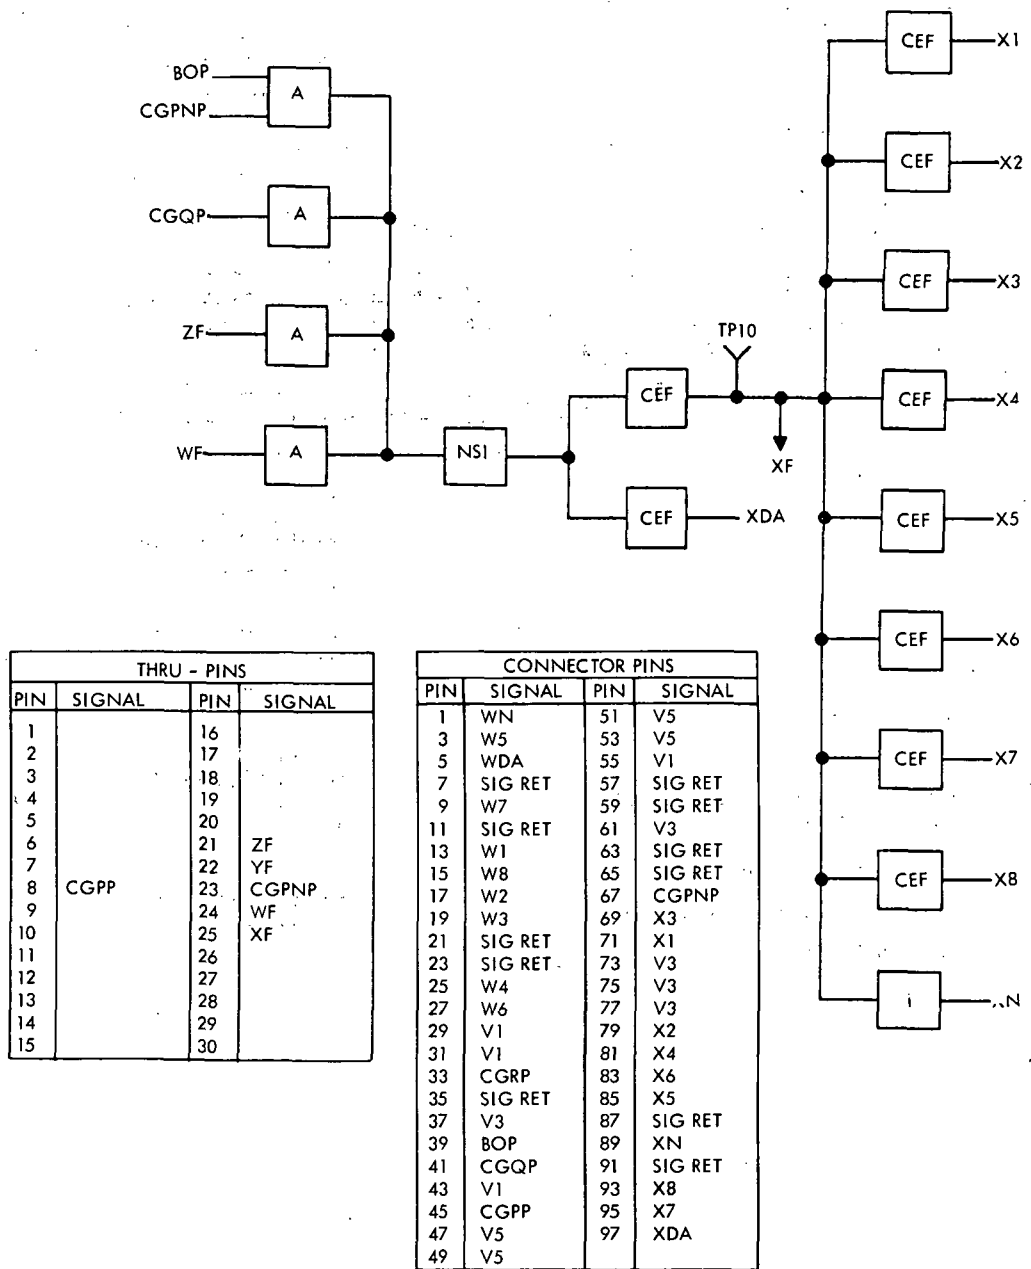 CEF X1
BOP
A
CGPNP
CEF X2
CGQP A
CEF X3
ZF A
TP10
CEF
CEF X4
WF A NS1
XF
CEF XDA
CEF X5
CEF X6
CEF X7
CEF X8
i N
THRU - PINS
PIN SIGNAL PIN SIGNAL
1 16
2 17
3 18
4 19
5 20
6 21 ZF
7 22 YF
8 CGPP 23 CGPNP
9 24 WF
10 25 XF
11 26
12 27
13 28
14 29
15 30
CONNECTOR PINS
PIN SIGNAL PIN SIGNAL
1 WN 51 V5
3 W5 53 V5
5 WDA 55 V1
7 SIG RET 57 SIG RET
9 W7 59 SIG RET
11 SIG RET 61 V3
13 W1 63 SIG RET
15 W8 65 SIG RET
17 W2 67 CGPNP
19 W3 69 X3
21 SIG RET 71 X1
23 SIG RET 73 V3
25 W4 75 V3
27 W6 77 V3
29 V1 79 X2
31 V1 81 X4
33 CGRP 83 X6
35 SIG RET 85 X5
37 V3 87 SIG RET
39 BOP 89 XN
41 CGQP 91 SIG RET
43 V1 93 X8
45 CGPP 95 X7
47 V5 97 XDA
49 V5